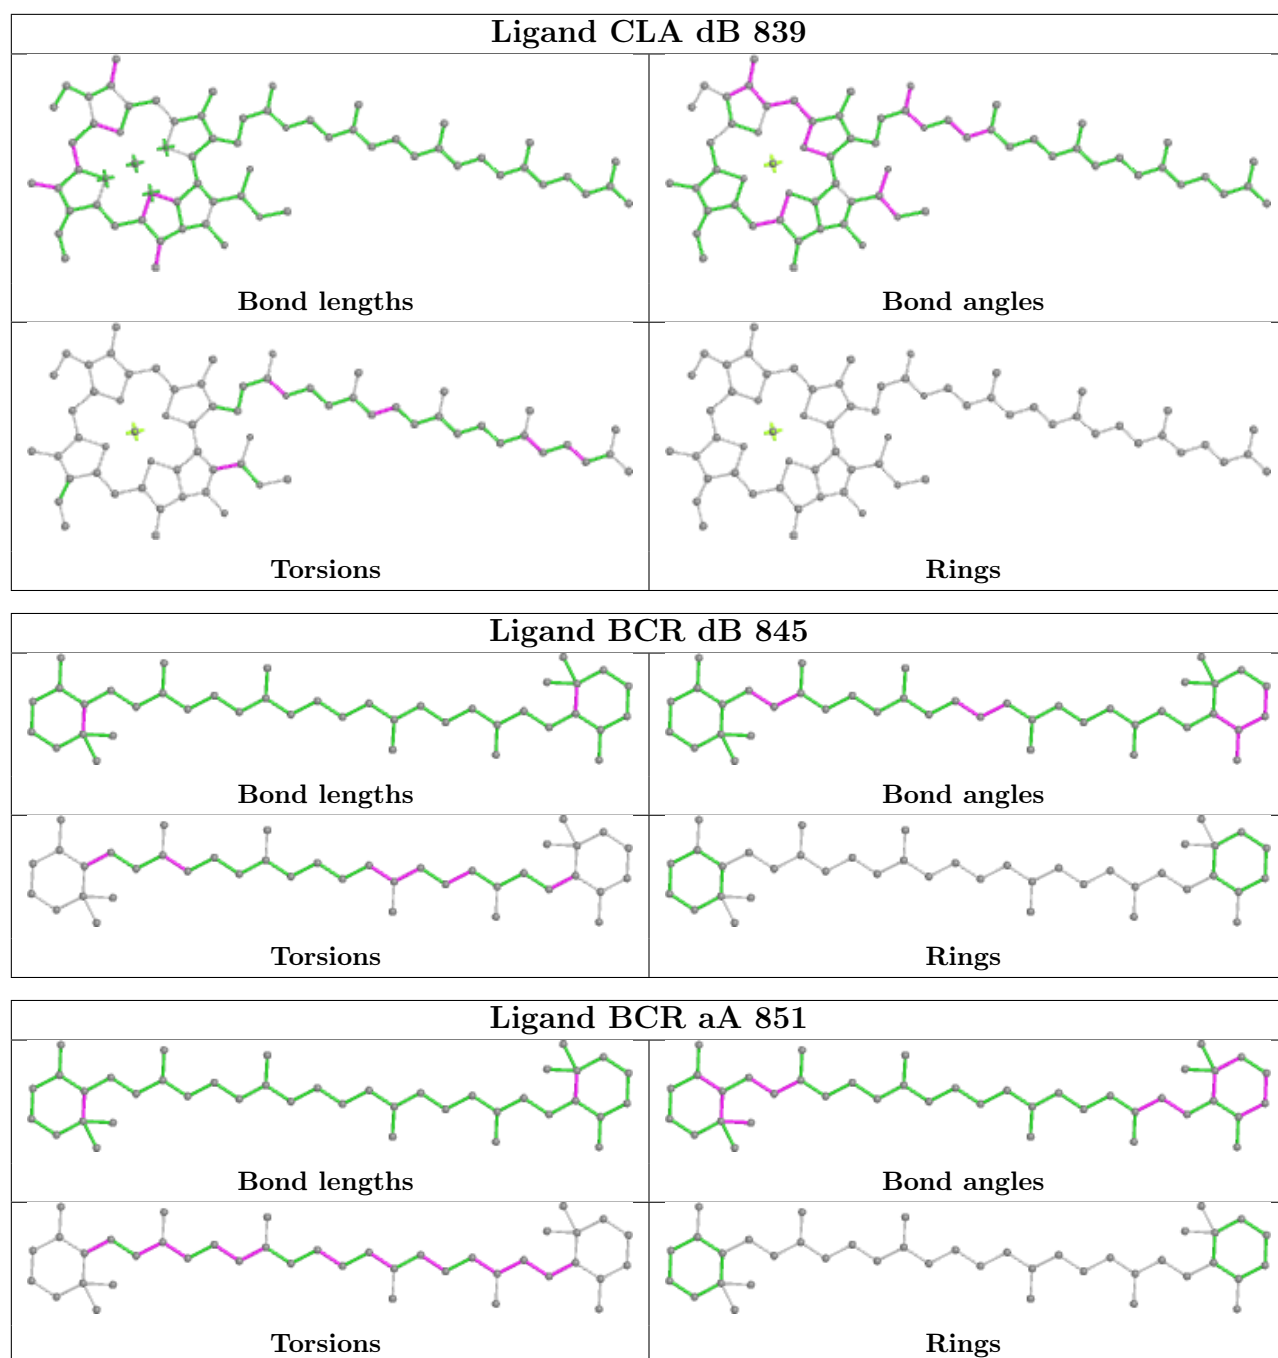 Ligand CLA dB 839
Bond lengths
Bond angles
Torsions
Rings
Ligand BCR dB 845
Bond lengths
Bond angles
Torsions
Rings
Ligand BCR aA 851
Bond lengths
Bond angles
Torsions
Rings